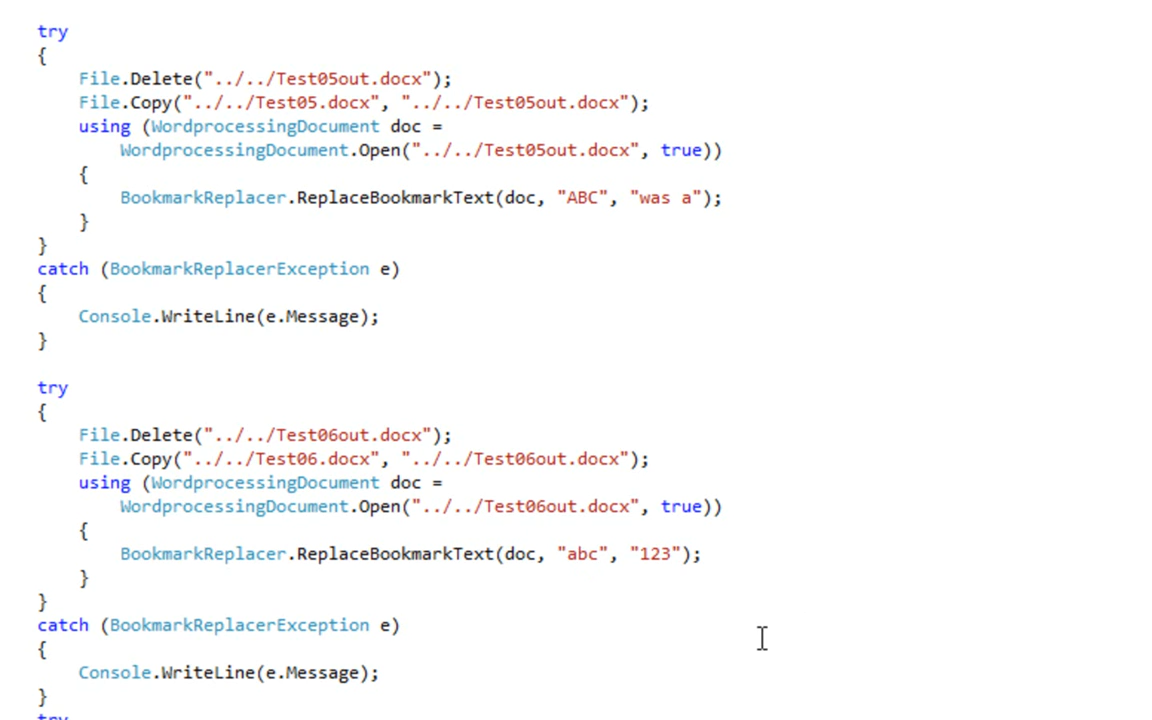 try
{
File.Delete("../../Test05out.docx");
File.Copy("../../Test05.docx", "../../Test05out.docx");
using (WordprocessingDocument doc =
WordprocessingDocument.Open("../../Test05out.docx", true))
{
BookmarkReplacer.ReplaceBookmarkText(doc, "ABC", "was a");
}
}
catch (BookmarkReplacerException e)
{
Console.WriteLine(e.Message);
}
try
{
File.Delete("../../Test06out.docx");
File.Copy("../../Test06.docx", "../../Test06out.docx");
using (WordprocessingDocument doc =
WordprocessingDocument.Open("../../Test06out.docx", true))
{
BookmarkReplacer.ReplaceBookmarkText(doc, "abc", "123");
}
}
catch (BookmarkReplacerException e)
{
Console.WriteLine(e.Message);
}
try